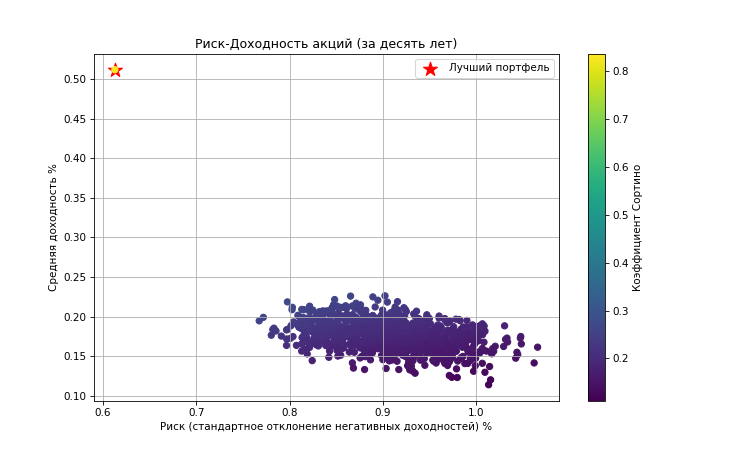 Риск-Доходность акций (за десять лет)
Лучший портфель
0.50
0.45
0.40
0.35
0.30
0.25
0.20
0.15
0.10
Средняя доходность %
0.6 0.7 0.8 0.9 1.0
Риск (стандартное отклонение негативных доходностей) %
0.8
0.7
0.6
0.5
0.4
0.3
0.2
Коэффициент Сортино